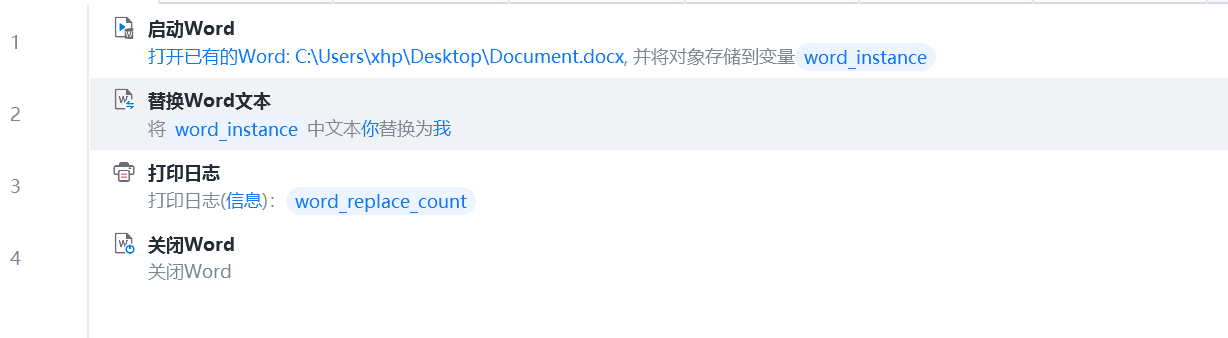 1
启动Word
打开已有的Word: C:\Users\xhp\Desktop\Document.docx, 并将对象存储到变量 word_instance
2
替换Word文本
将 word_instance 中文本你替换为我
3
打印日志
打印日志(信息)： word_replace_count
4
关闭Word
关闭Word